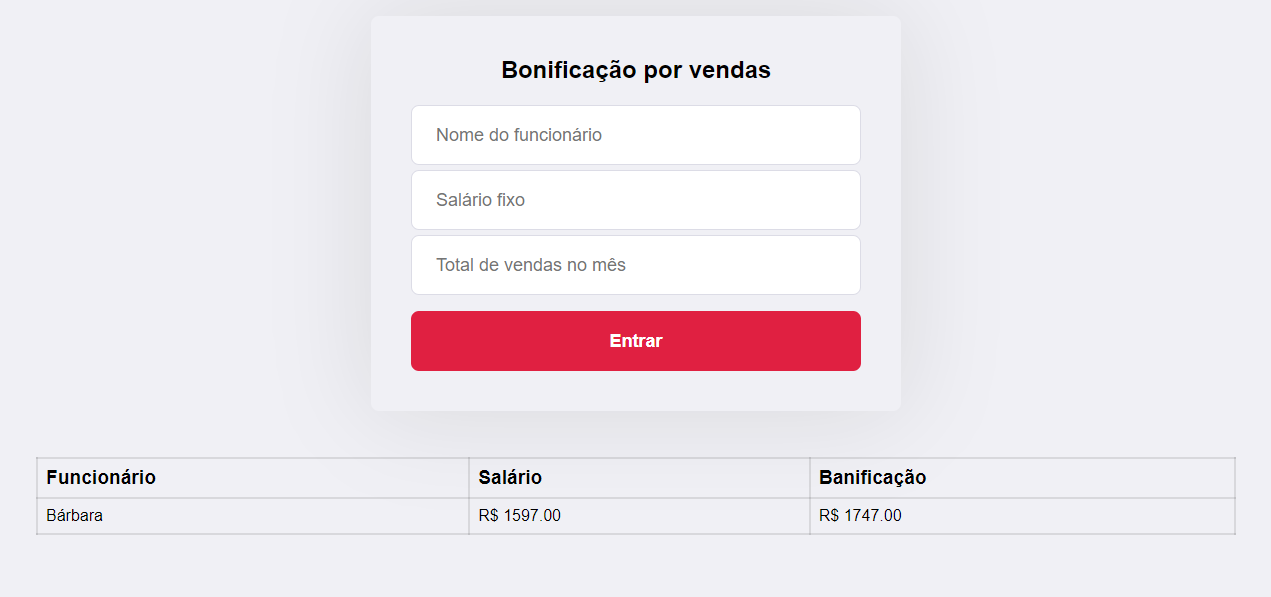 Bonificação por vendas
Nome do funcionário
Salário fixo
Total de vendas no mês
Entrar
Funcionário Salário Banificação
Bárbara R$ 1597.00 R$ 1747.00